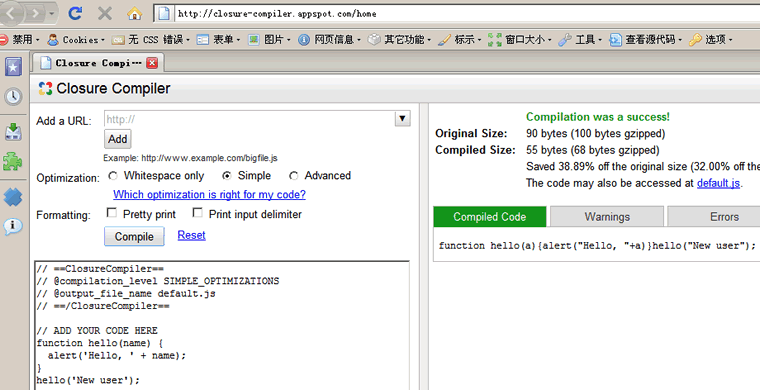 http://closure-compiler.appspot.com/home
禁用 Cookies 无 CSS 错误 表单 图片 网页信息 其它功能 标示 窗口大小 工具 查看源代码 选项
Closure Compi…
Closure Compiler
Add a URL: http://
Add
Example: http://www.example.com/bigfile.js
Optimization: Whitespace only Simple Advanced
Which optimization is right for my code?
Formatting: Pretty print Print input delimiter
Compile Reset
// ==ClosureCompiler==
// @compilation_level SIMPLE_OPTIMIZATIONS
// @output_file_name default.js
// ==/ClosureCompiler==
// ADD YOUR CODE HERE
function hello(name) {
alert('Hello, ' + name);
}
hello('New user');
Compilation was a success!
Original Size: 90 bytes (100 bytes gzipped)
Compiled Size: 55 bytes (68 bytes gzipped)
Saved 38.89% off the original size (32.00% off the
The code may also be accessed at default.js.
Compiled Code Warnings Errors
function hello(a){alert("Hello, "+a)}hello("New user");